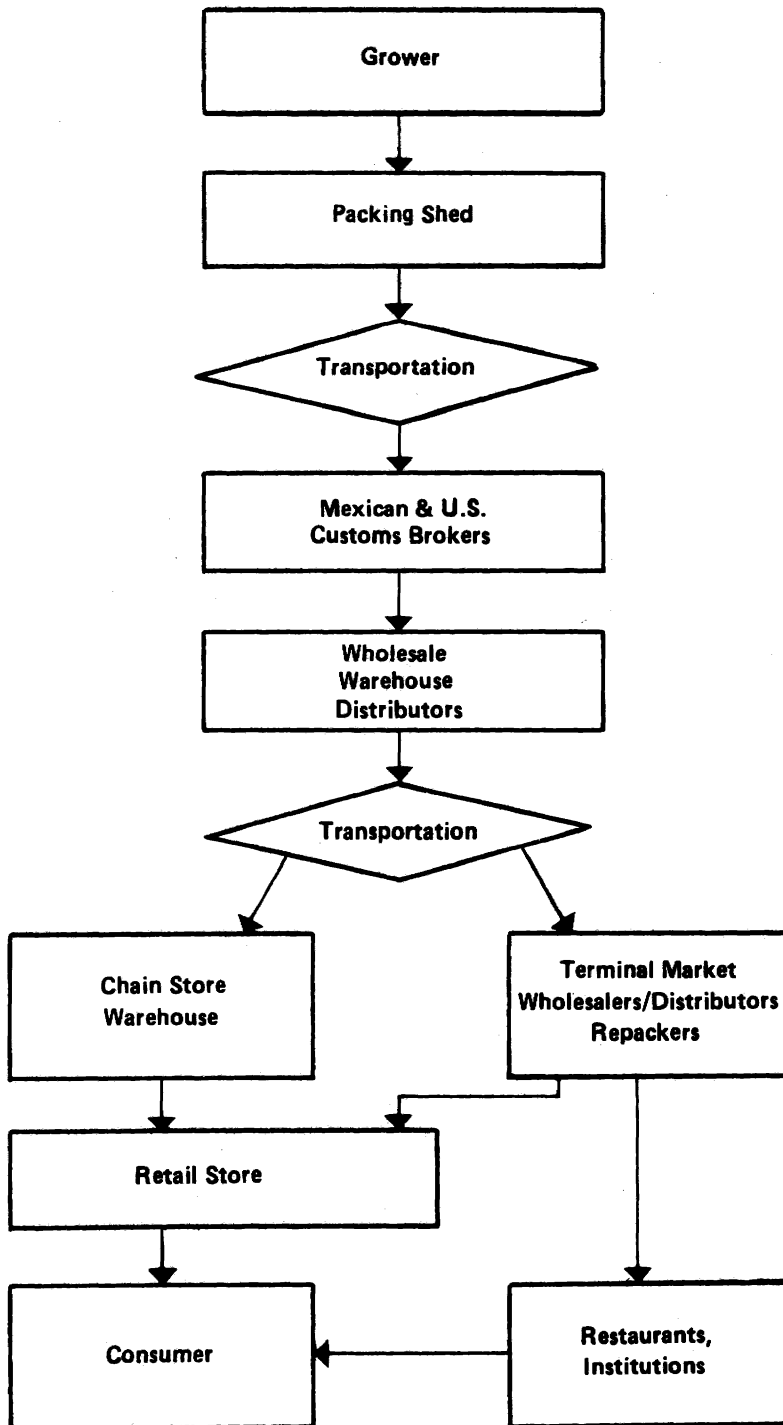 Grower
Packing Shed
Transportation
Mexican & U.S.
Customs Brokers
Wholesale
Warehouse
Distributors
Transportation
Chain Store
Warehouse
Terminal Market
Wholesalers/Distributors
Repackers
Retail Store
Consumer
Restaurants,
Institutions